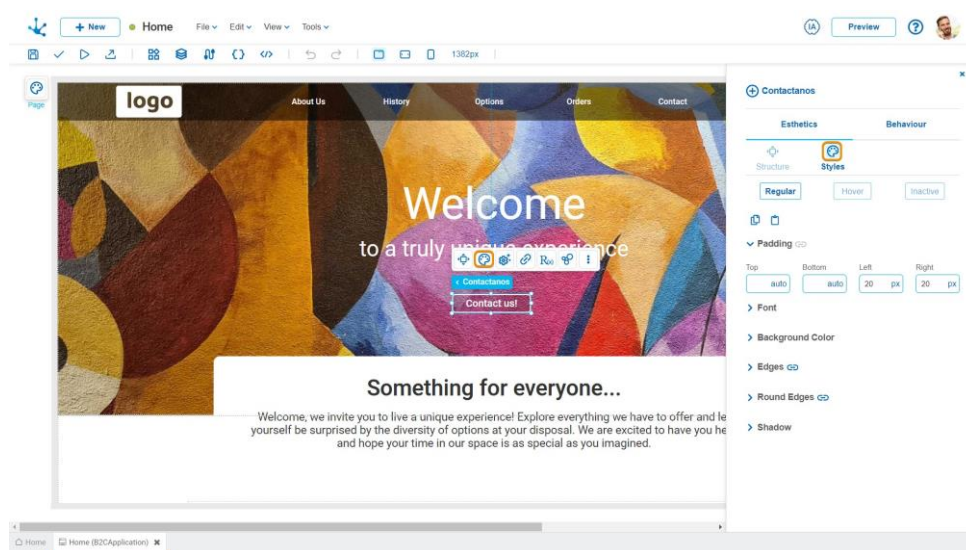 + New
Home
File
Edit
View
Tools
IA
Preview
?
1382px
Page
logo
About Us
History
Options
Orders
Contact
Welcome
to a truly unique experience
R(x)
Contactanos
Contact us!
Something for everyone...
Welcome, we invite you to live a unique experience! Explore everything we have to offer and le
yourself be surprised by the diversity of options at your disposal. We are excited to have you he
and hope your time in our space is as special as you imagined.
Contactanos
Esthetics
Behaviour
Structure
Styles
Regular
Hover
Inactive
Padding
Top
Bottom
Left
Right
auto
auto
20 px
20 px
Font
Background Color
Edges
Round Edges
Shadow
Home
Home (B2CApplication)